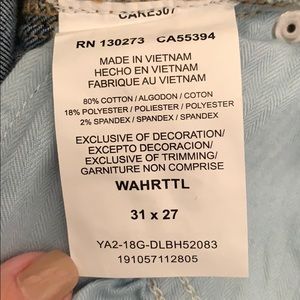 CARE307
RN 130273 CA55394
MADE IN VIETNAM
HECHO EN VIETNAM
FABRIQUE AU VIETNAM
80% COTTON / ALGODON / COTON
18% POLYESTER / POLIESTER / POLYESTER
2% SPANDEX / SPANDEX / SPANDEX
EXCLUSIVE OF DECORATION/
EXCEPTO DECORACION/
EXCLUSIVE OF TRIMMING/
GARNITURE NON COMPRISE
WAHRTTL
31 x 27
YA2-18G-DLBH52083
191057112805